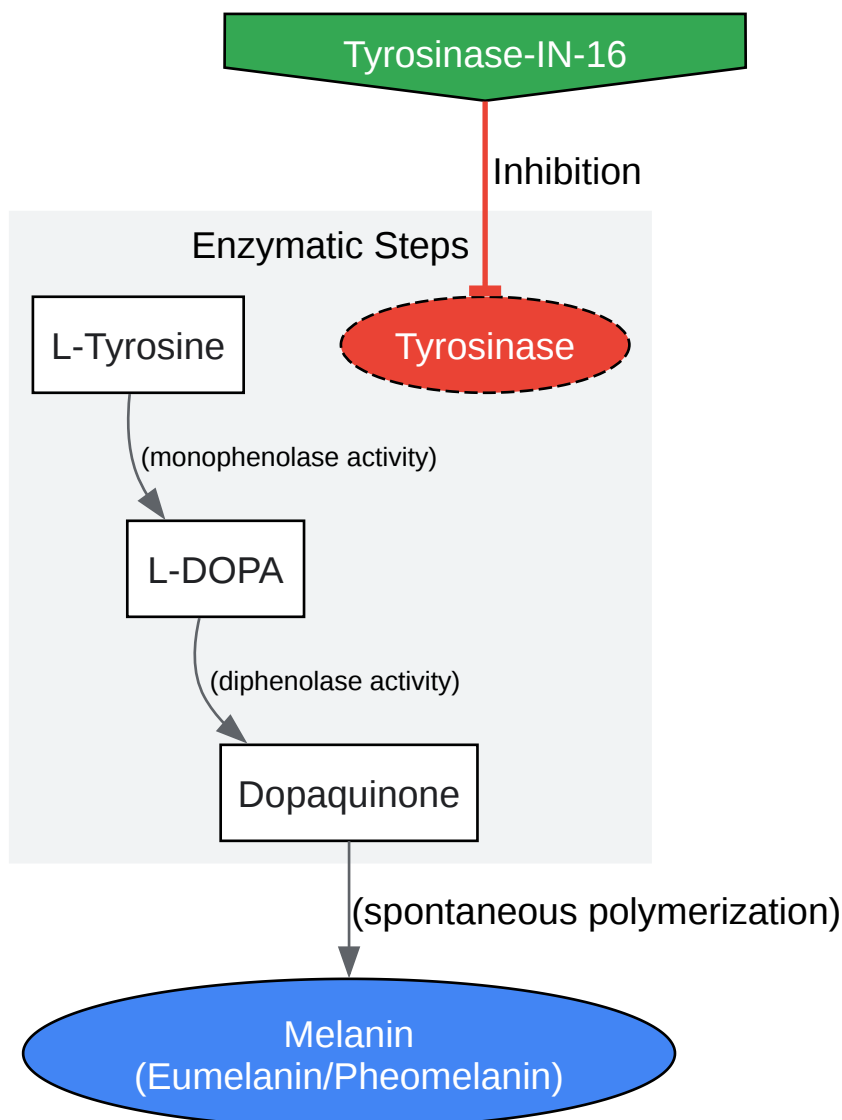 Tyrosinase-IN-16
Inhibition
Enzymatic Steps
L-Tyrosine
Tyrosinase
(monophenolase activity)
L-DOPA
(diphenolase activity)
Dopaquinone
(spontaneous polymerization)
Melanin
(Eumelanin/Pheomelanin)